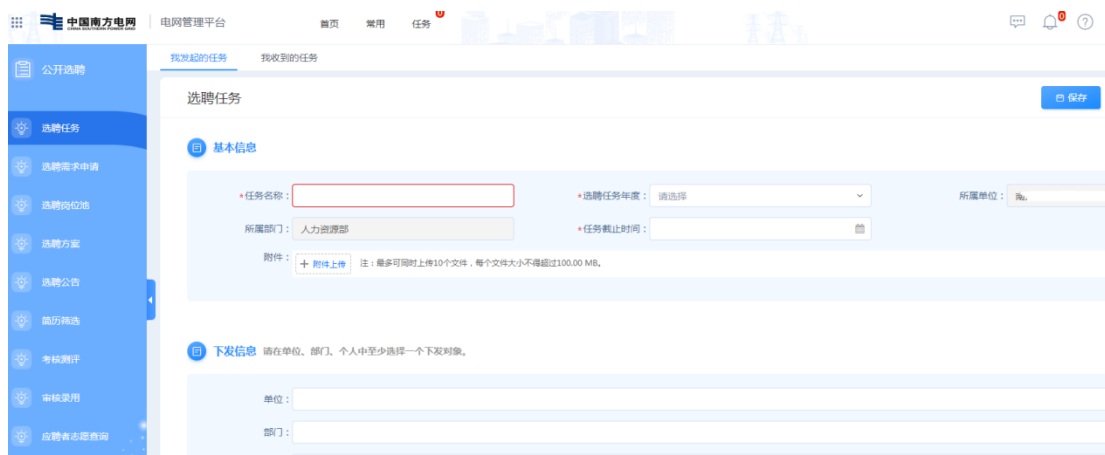 中国南方电网 电网管理平台 首页 常用 任务 0 0
CHINA SOUTHERN POWER GRID
公开选聘
我发起的任务 我收到的任务
选聘任务 保存
选聘任务
基本信息
选聘需求申请
*任务名称： *选聘任务年度： 请选择 所属单位：
选聘岗位池
所属部门： 人力资源部 *任务截止时间：
选聘方案
附件： + 附件上传 注：最多可同时上传10个文件，每个文件大小不得超过100.00 MB。
选聘公告
简历筛选
下发信息 请在单位、部门、个人中至少选择一个下发对象。
考核测评
审核录用
单位：
部门：
应聘者志愿查询